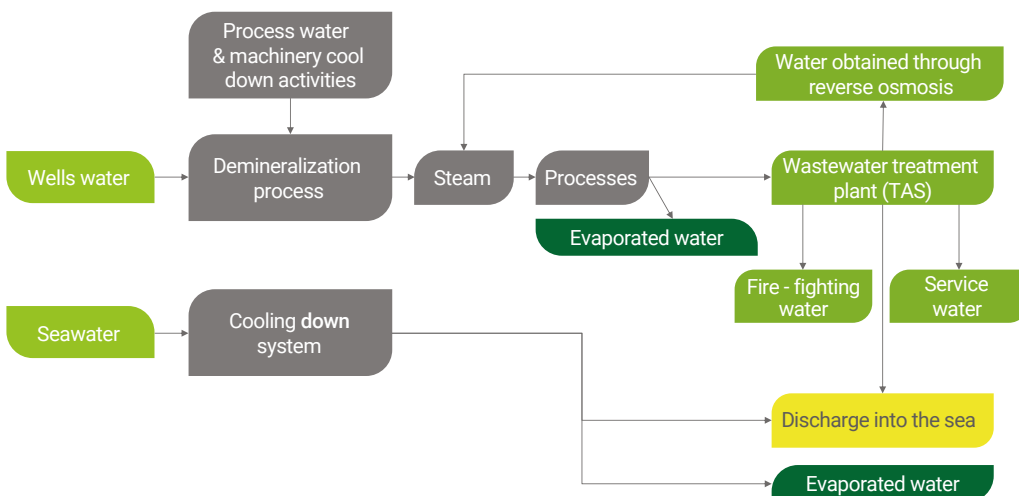 Process water
& machinery cool
down activities
Water obtained through
reverse osmosis
Wells water
Demineralization
process
Steam
Processes
Wastewater treatment
plant (TAS)
Evaporated water
Fire - fighting
water
Service
water
Seawater
Cooling down
system
Discharge into the sea
Evaporated water